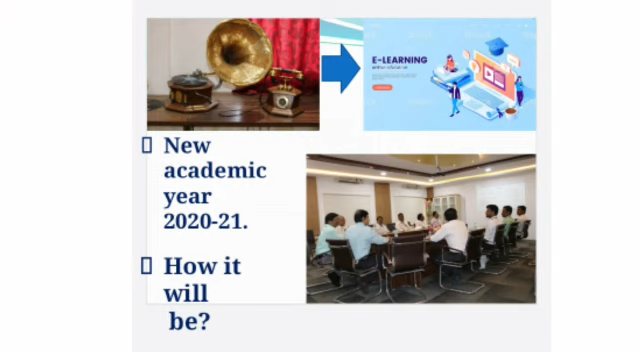 E-LEARNING
New
academic
year
2020-21.
How it
will
be?